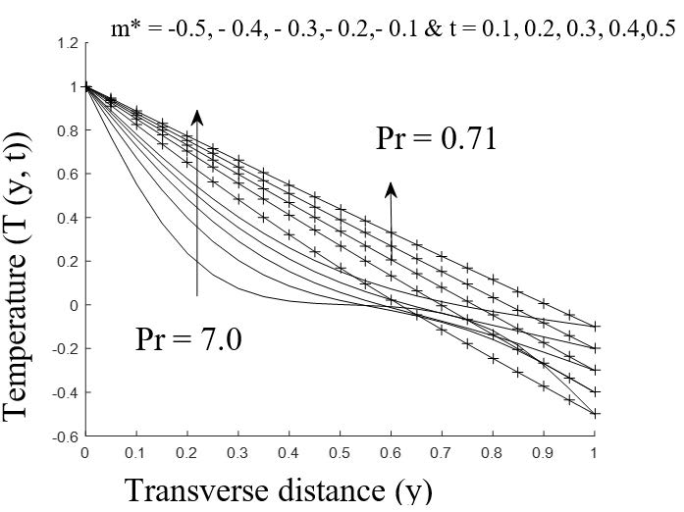 m* = -0.5, - 0.4, - 0.3,- 0.2,- 0.1 & t = 0.1, 0.2, 0.3, 0.4,0.5
1.2
1
0.8
0.6
0.4
0.2
0
-0.2
-0.4
-0.6
Temperature (T (y, t))
Pr = 0.71
Pr = 7.0
0 0.1 0.2 0.3 0.4 0.5 0.6 0.7 0.8 0.9 1
Transverse distance (y)